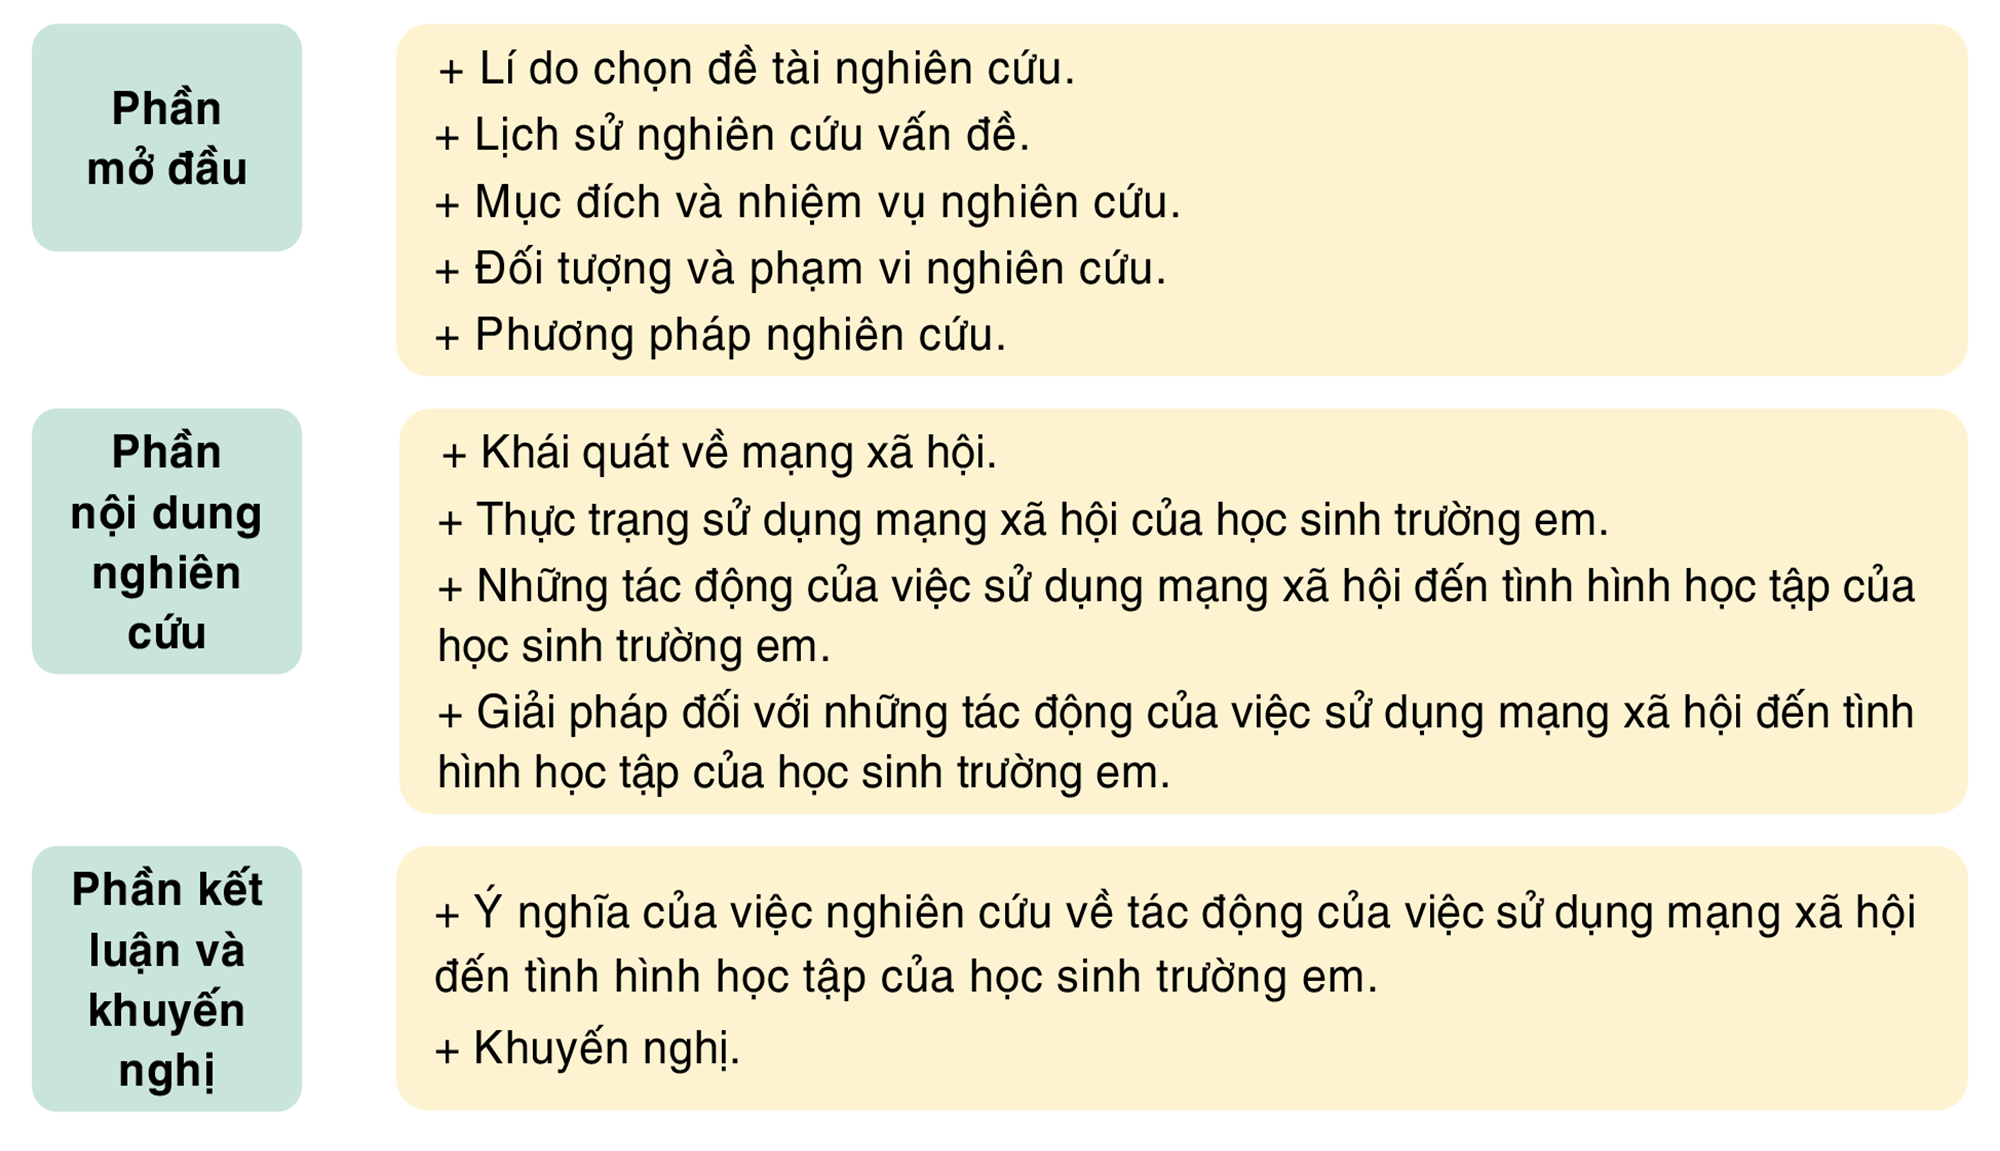 Phần
mở đầu
+ Lí do chọn đề tài nghiên cứu.
+ Lịch sử nghiên cứu vấn đề.
+ Mục đích và nhiệm vụ nghiên cứu.
+ Đối tượng và phạm vi nghiên cứu.
+ Phương pháp nghiên cứu.
Phần
nội dung
nghiên
cứu
+ Khái quát về mạng xã hội.
+ Thực trạng sử dụng mạng xã hội của học sinh trường em.
+ Những tác động của việc sử dụng mạng xã hội đến tình hình học tập của
học sinh trường em.
+ Giải pháp đối với những tác động của việc sử dụng mạng xã hội đến tình
hình học tập của học sinh trường em.
Phần kết
luận và
khuyến
nghị
+ Ý nghĩa của việc nghiên cứu về tác động của việc sử dụng mạng xã hội
đến tình hình học tập của học sinh trường em.
+ Khuyến nghị.